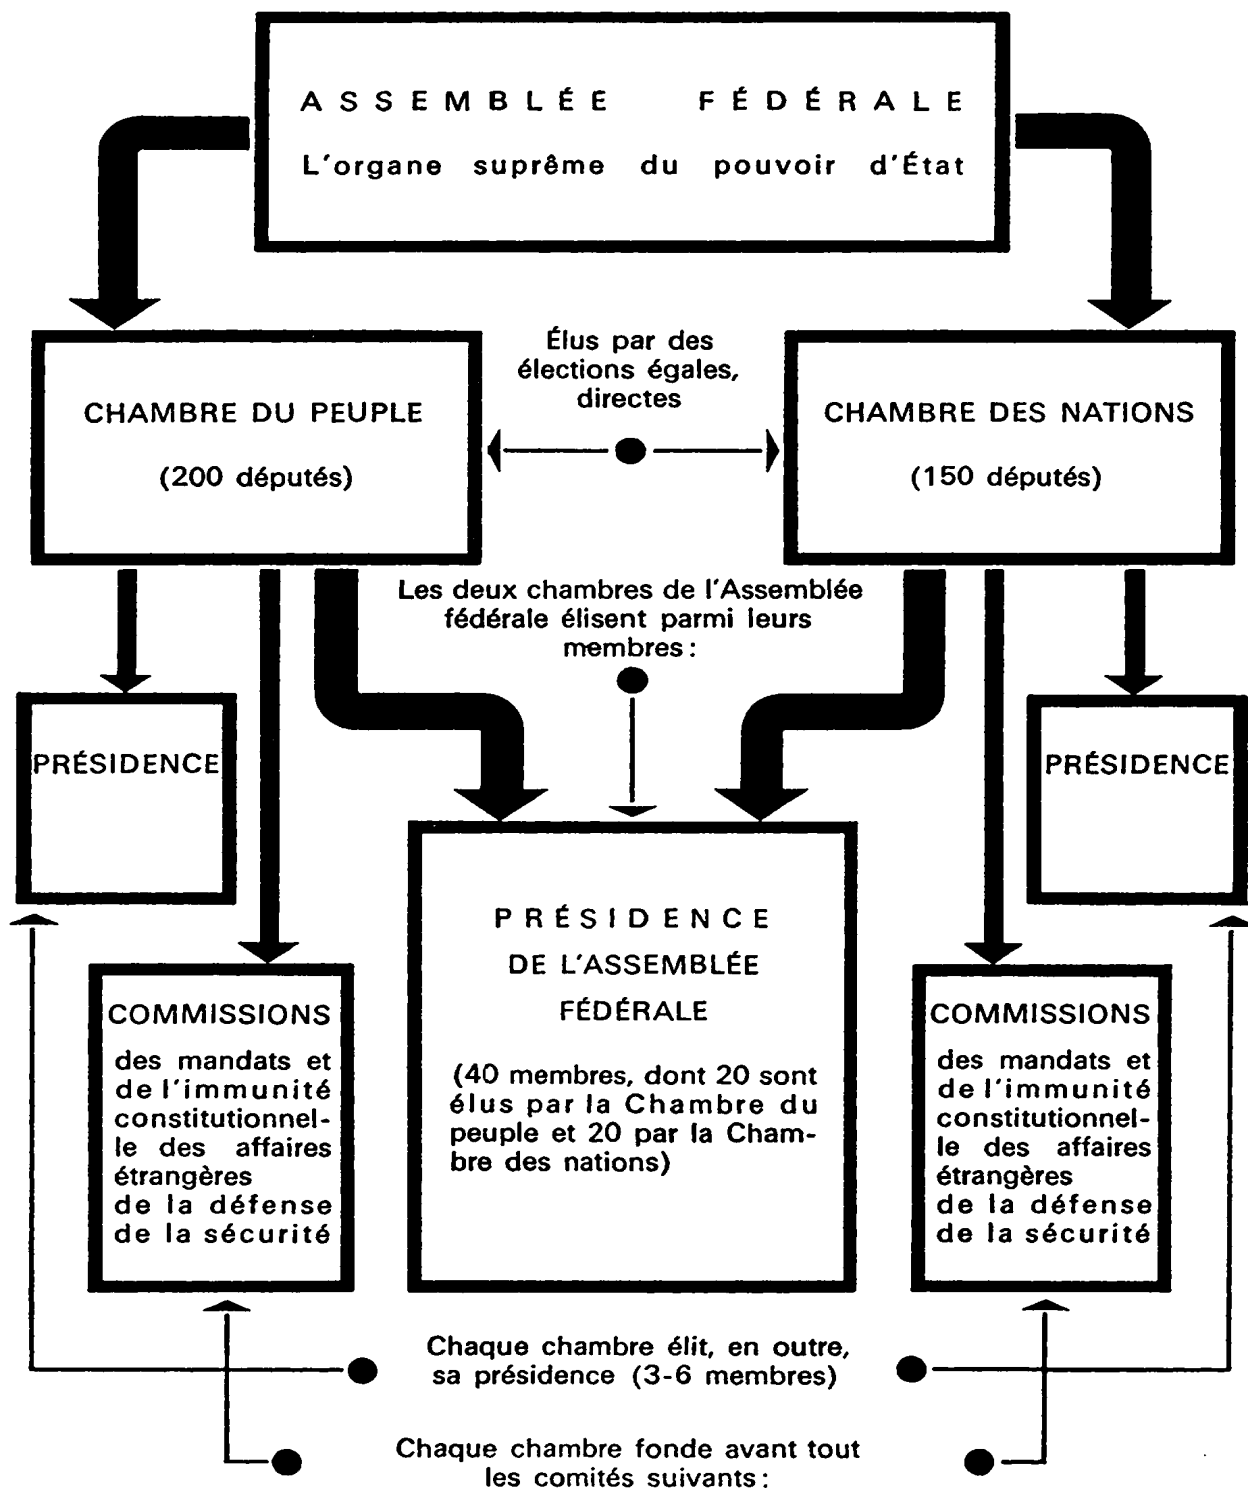 ASSEMBLÉE FÉDÉRALE
L'organe suprême du pouvoir d'État
Élus par des
élections égales,
directes
CHAMBRE DU PEUPLE
(200 députés)
CHAMBRE DES NATIONS
(150 députés)
Les deux chambres de l'Assemblée
fédérale élisent parmi leurs
membres :
PRÉSIDENCE
PRÉSIDENCE
PRÉSIDENCE
DE L'ASSEMBLÉE
FÉDÉRALE
(40 membres, dont 20 sont
élus par la Chambre du
peuple et 20 par la Cham-
bre des nations)
COMMISSIONS
des mandats et
de l'immunité
constitutionnel-
le des affaires
étrangères
de la défense
de la sécurité
COMMISSIONS
des mandats et
de l'immunité
constitutionnel-
le des affaires
étrangères
de la défense
de la sécurité
Chaque chambre élit, en outre,
sa présidence (3-6 membres)
Chaque chambre fonde avant tout
les comités suivants :